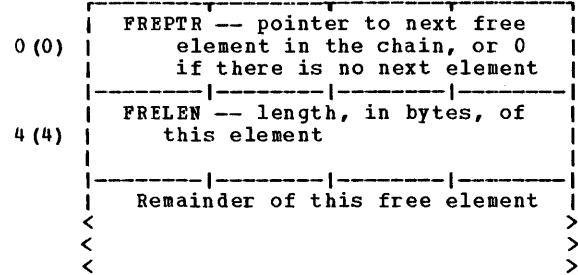 FREPTR -- pointer to next free
0 (0) element in the chain, or 0
if there is no next element
FRELEN -- length, in bytes, of
4 (4) this element
Remainder of this free element